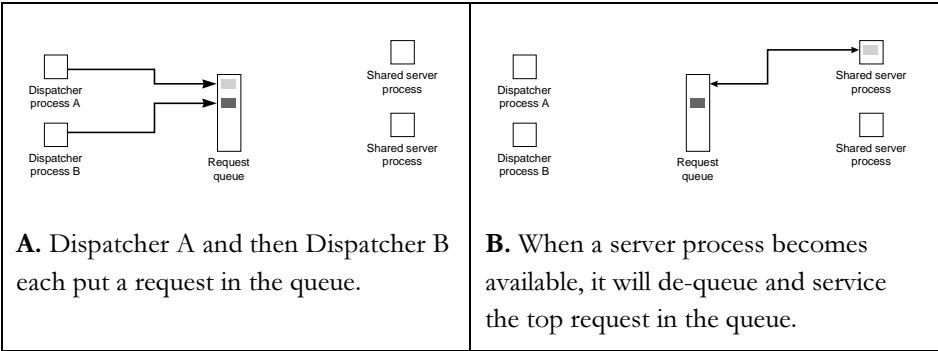 Dispatcher
process A
Dispatcher
process B
Request
queue
Shared server
process
Shared server
process
A. Dispatcher A and then Dispatcher B
each put a request in the queue.
Dispatcher
process A
Dispatcher
process B
Request
queue
Shared server
process
Shared server
process
B. When a server process becomes
available, it will de-queue and service
the top request in the queue.